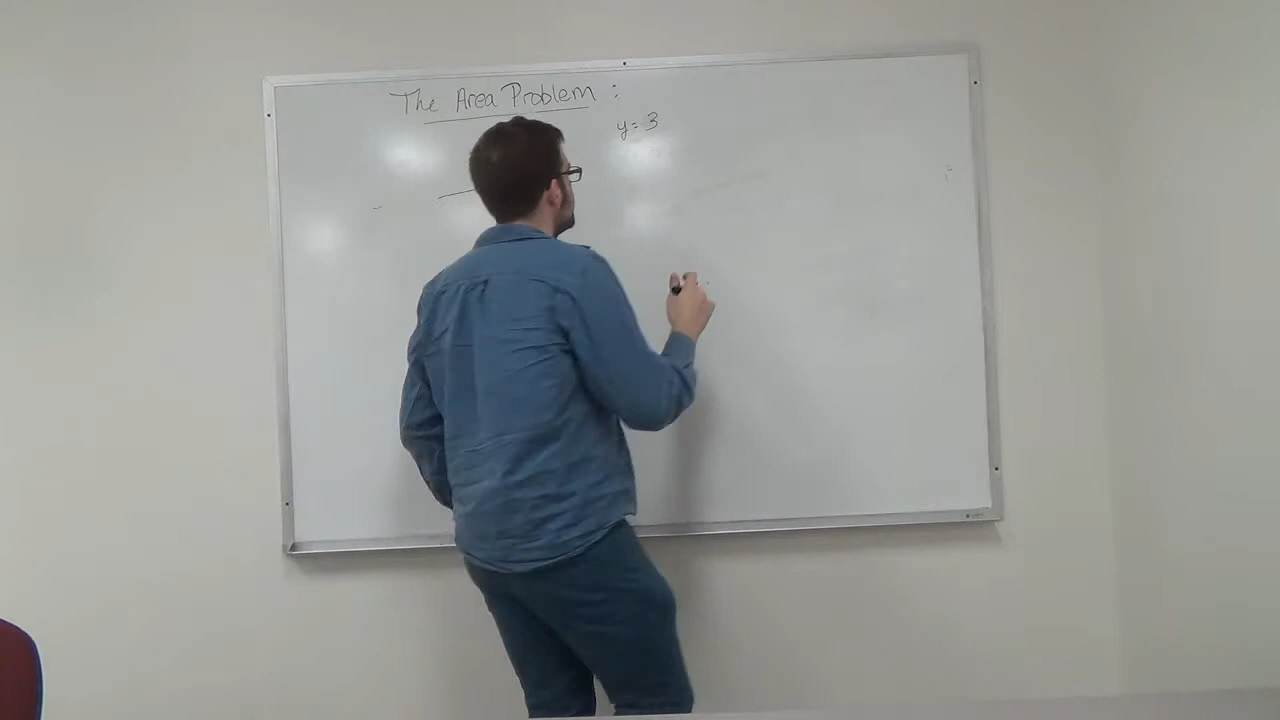 The Area Problem :
y = 3